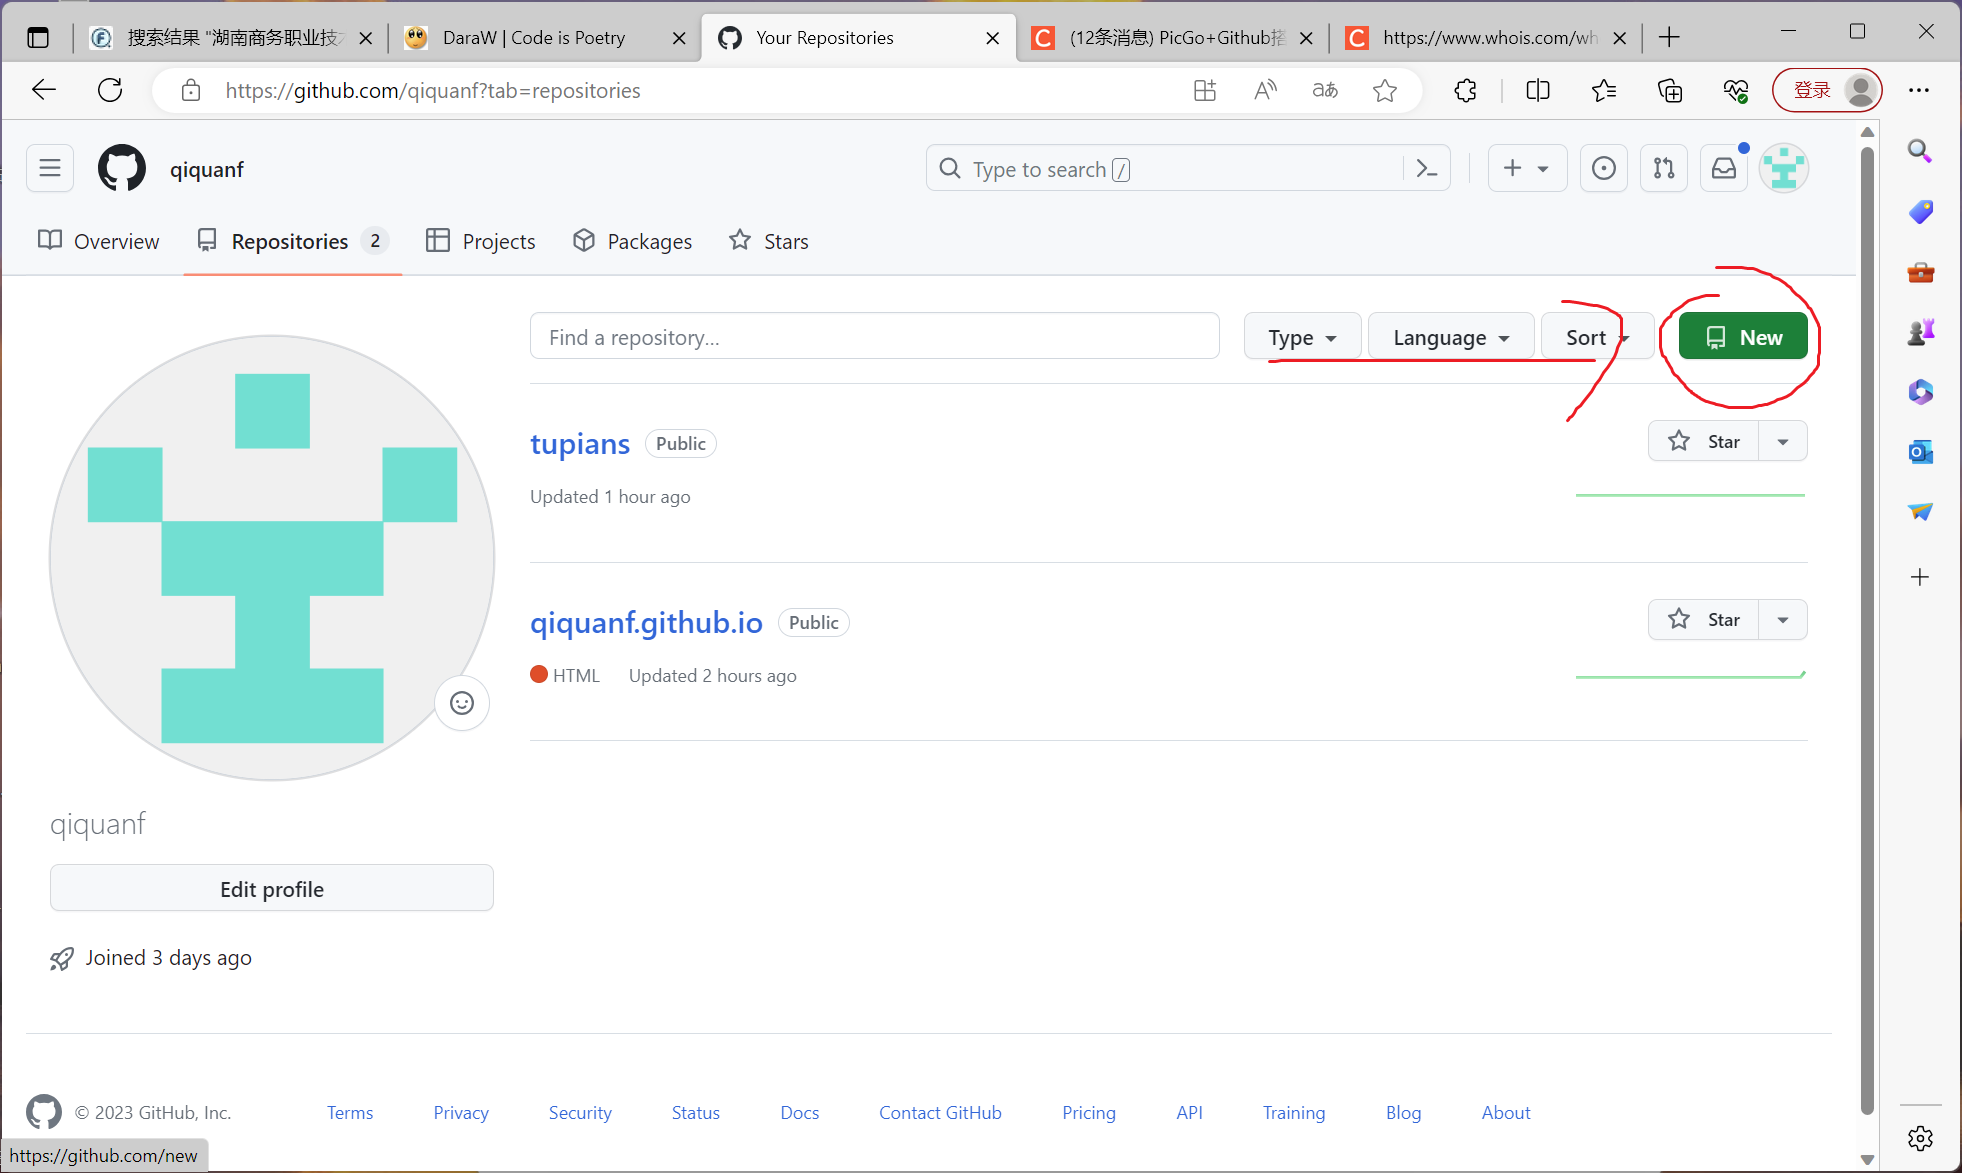 搜索结果 "湖南商务职业技
DaraW | Code is Poetry
Your Repositories
(12条消息) PicGo+Github搭
https://www.whois.com/wh
https://github.com/qiquanf?tab=repositories
登录
qiquanf
Type to search /
Overview
Repositories 2
Projects
Packages
Stars
Find a repository…
Type
Language
Sort
New
tupians Public
Star
Updated 1 hour ago
qiquanf.github.io Public
Star
HTML Updated 2 hours ago
qiquanf
Edit profile
Joined 3 days ago
© 2023 GitHub, Inc.
Terms
Privacy
Security
Status
Docs
Contact GitHub
Pricing
API
Training
Blog
About
https://github.com/new